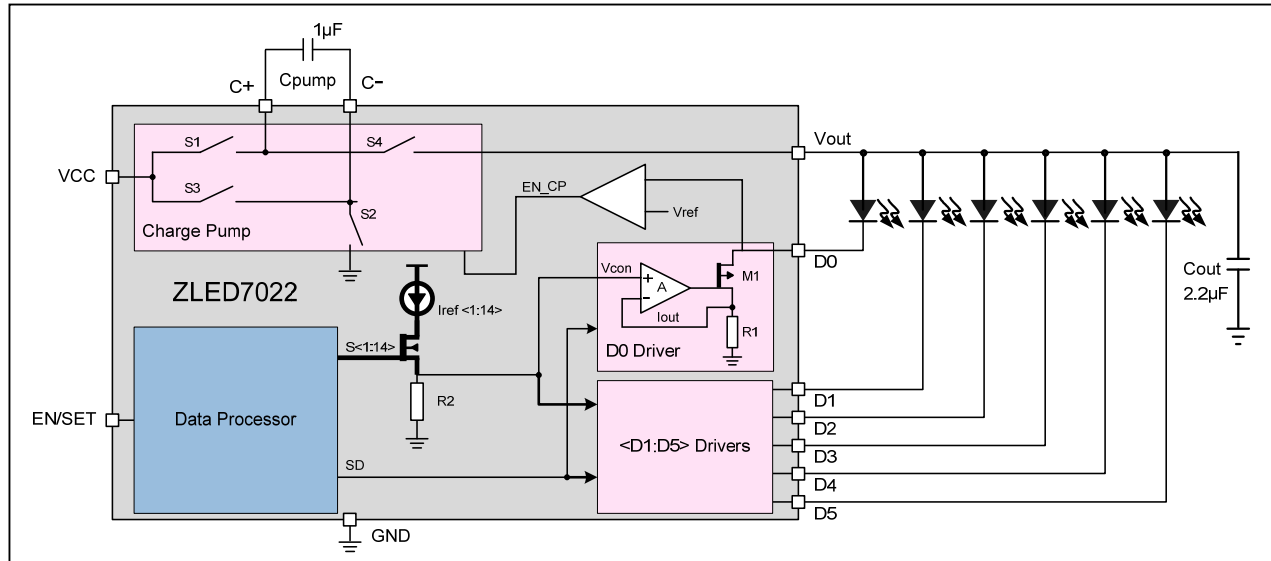 1µF
Cpump
C+
C-
S1
S4
Vout
VCC
S3
EN_CP
Vref
S2
Charge Pump
D0
Vcon
M1
ZLED7022
A
Cout
2.2µF
Iref <1:14>
Iout
R1
S<1:14>
D0 Driver
R2
D1
EN/SET
Data Processor
D2
<D1:D5> Drivers
D3
SD
D4
D5
GND